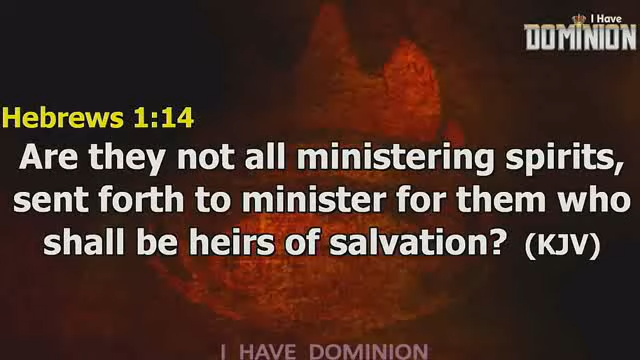 I Have
DOMINION
Hebrews 1:14
Are they not all ministering spirits,
sent forth to minister for them who
shall be heirs of salvation? (KJV)
I HAVE DOMINION